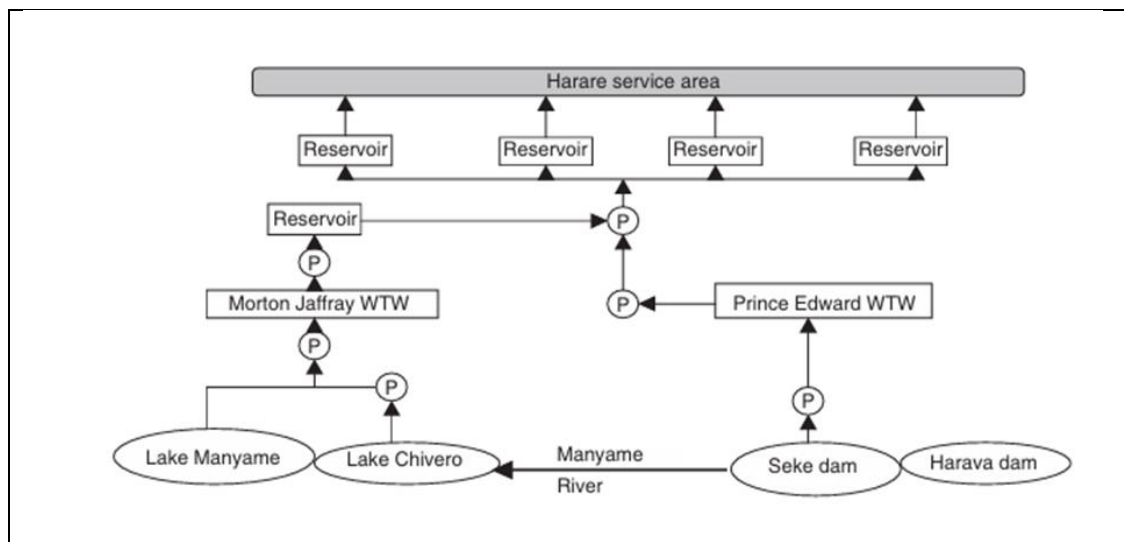 Harare service area
Reservoir
Reservoir
Reservoir
Reservoir
Reservoir
P
P
Morton Jaffray WTW
P
Prince Edward WTW
P
P
P
Lake Manyame
Lake Chivero
Manyame
River
Seke dam
Harava dam